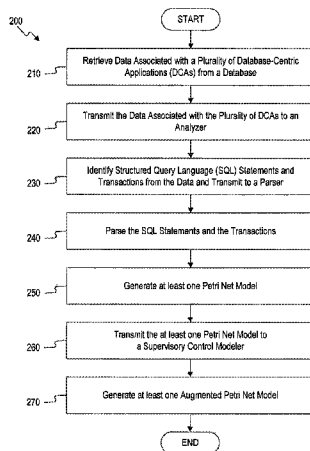 200
START
210
Retrieve Data Associated with a Plurality of Database-Centric
Applications (DCAs) from a Database
220
Transmit the Data Associated with the Plurality of DCAs to an
Analyzer
230
Identify Structured Query Language (SQL) Statements and
Transactions from the Data and Transmit to a Parser
240
Parse the SQL Statements and the Transactions
250
Generate at least one Petri Net Model
260
Transmit the at least one Petri Net Model to
a Supervisory Control Modeler
270
Generate at least one Augmented Petri Net Model
END